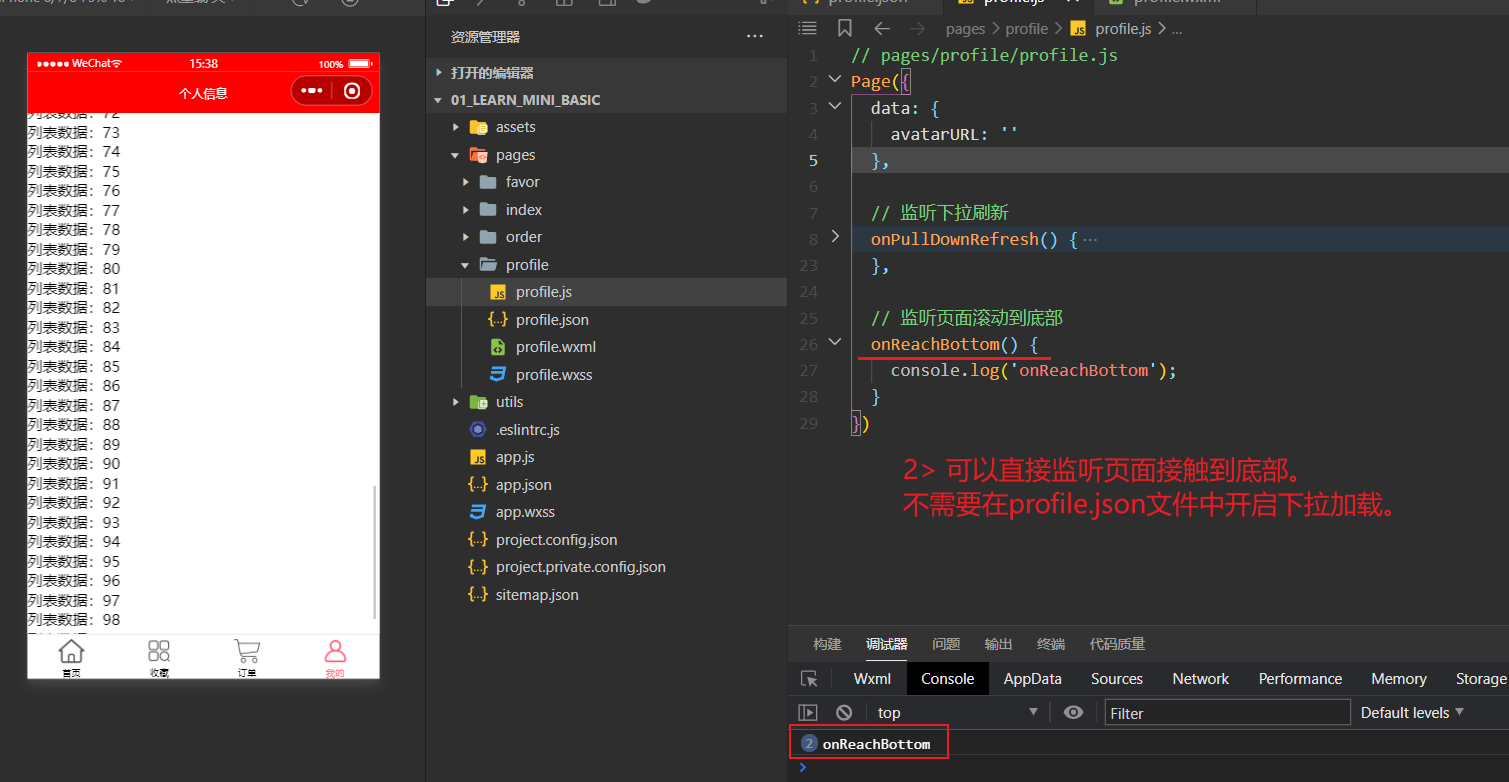 资源管理器
打开的编辑器
01_LEARN_MINI_BASIC
assets
pages
favor
index
order
profile
profile.js
profile.json
profile.wxml
profile.wxss
utils
.eslintrc.js
app.js
app.json
app.wxss
project.config.json
project.private.config.json
sitemap.json
WeChat
15:38
100%
个人信息
列表数据：72
列表数据：73
列表数据：74
列表数据：75
列表数据：76
列表数据：77
列表数据：78
列表数据：79
列表数据：80
列表数据：81
列表数据：82
列表数据：83
列表数据：84
列表数据：85
列表数据：86
列表数据：87
列表数据：88
列表数据：89
列表数据：90
列表数据：91
列表数据：92
列表数据：93
列表数据：94
列表数据：95
列表数据：96
列表数据：97
列表数据：98
首页
收藏
订单
我的
pages > profile > JS profile.js > ...
1 // pages/profile/profile.js
2 Page({
3 data: {
4 avatarURL: ''
5 },
6
7 // 监听下拉刷新
8 onPullDownRefresh() { ...
23 },
24
25 // 监听页面滚动到底部
26 onReachBottom() {
27 console.log('onReachBottom');
28 }
29 })
2> 可以直接监听页面接触到底部。
不需要在profile.json文件中开启下拉加载。
构建 调试器 问题 输出 终端 代码质量
Wxml Console AppData Sources Network Performance Memory Storage
top Filter Default levels
2 onReachBottom